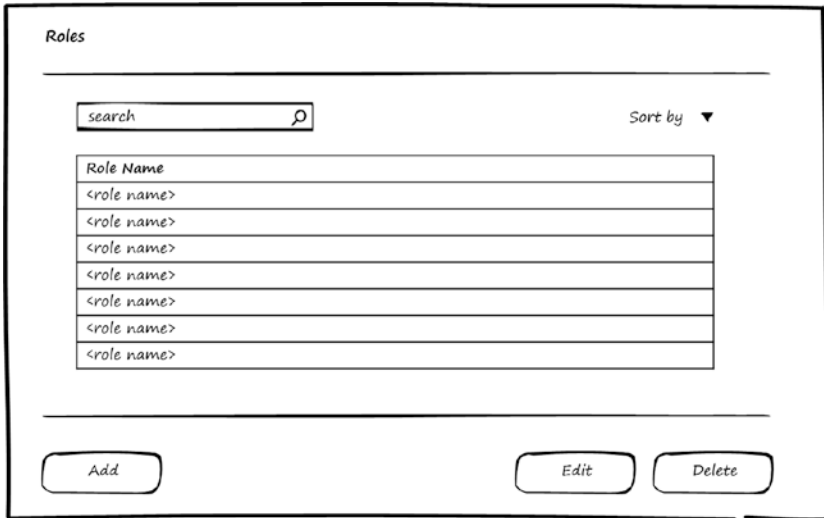 Roles
search
Sort by
Role Name
<role name>
<role name>
<role name>
<role name>
<role name>
<role name>
<role name>
Add
Edit
Delete